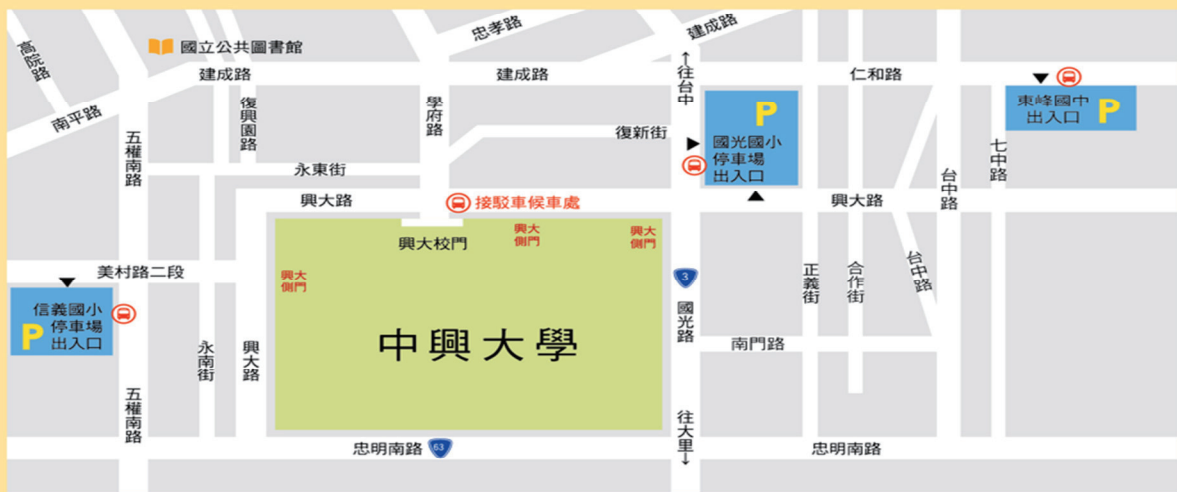 忠孝路
建成路
高院路
國立公共圖書館
建成路
建成路
↑往台中
仁和路
南平路
五權南路
復興園路
學府路
復新街
P
國光國小
停車場
出入口
東峰國中
出入口
P
七中路
永東街
台中路
興大路
接駁車候車處
興大路
興大校門
興大
側門
興大
側門
興大
側門
美村路二段
3
國光路
正義街
合作街
台中路
信義國小
停車場
出入口
P
中興大學
永南街
興大路
南門路
五權南路
往大里↓
忠明南路
63
忠明南路